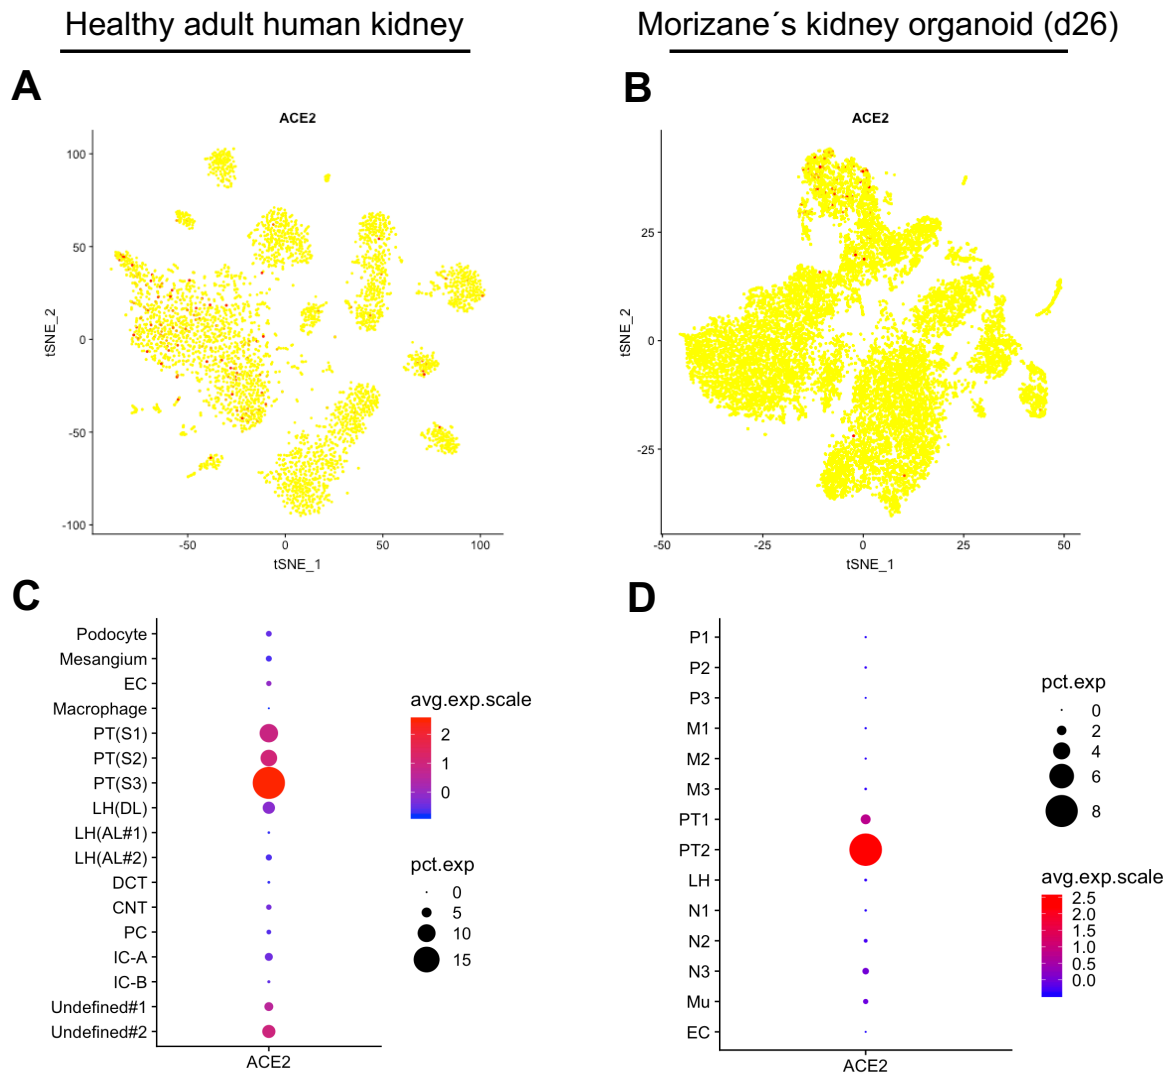 Healthy adult human kidney
Morizane´s kidney organoid (d26)
A
ACE2
100
50
0
-50
-100
tSNE_2
-50
0
50
100
tSNE_1
B
ACE2
25
0
-25
tSNE_2
-50
-25
0
25
50
tSNE_1
C
Podocyte
Mesangium
EC
Macrophage
PT(S1)
PT(S2)
PT(S3)
LH(DL)
LH(AL#1)
LH(AL#2)
DCT
CNT
PC
IC-A
IC-B
Undefined#1
Undefined#2
ACE2
avg.exp.scale
2
1
0
pct.exp
0
5
10
15
D
P1
P2
P3
M1
M2
M3
PT1
PT2
LH
N1
N2
N3
Mu
EC
ACE2
pct.exp
0
2
4
6
8
avg.exp.scale
2.5
2.0
1.5
1.0
0.5
0.0